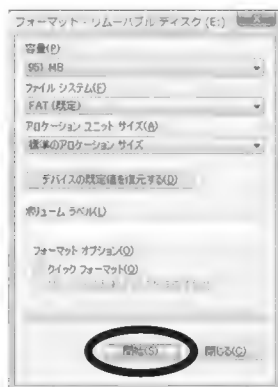 フォーマット - リムーバブル ディスク (E:)
容量(P)
951 MB
ファイル システム(F)
FAT (既定)
アロケーション ユニット サイズ(A)
標準のアロケーション サイズ
デバイスの既定値を復元する(D)
ボリューム ラベル(L)
フォーマット オプション(O)
クイック フォーマット(Q)
開始(S)
閉じる(C)